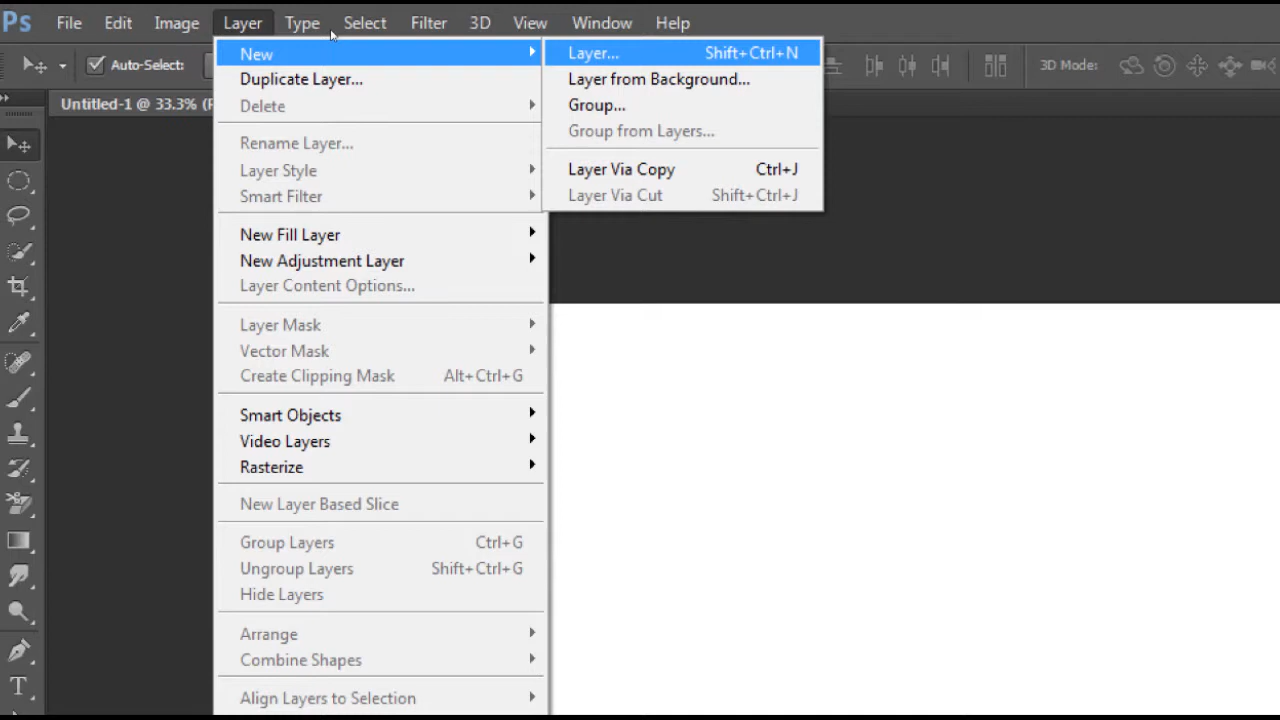 Ps File Edit Image Layer Type Select Filter 3D View Window Help
Auto-Select: 3D Mode:
Untitled-1 @ 33.3% (
New
Duplicate Layer...
Delete
Rename Layer...
Layer Style
Smart Filter
New Fill Layer
New Adjustment Layer
Layer Content Options...
Layer Mask
Vector Mask
Create Clipping Mask Alt+Ctrl+G
Smart Objects
Video Layers
Rasterize
New Layer Based Slice
Group Layers Ctrl+G
Ungroup Layers Shift+Ctrl+G
Hide Layers
Arrange
Combine Shapes
Align Layers to Selection
Layer... Shift+Ctrl+N
Layer from Background...
Group...
Group from Layers...
Layer Via Copy Ctrl+J
Layer Via Cut Shift+Ctrl+J
T